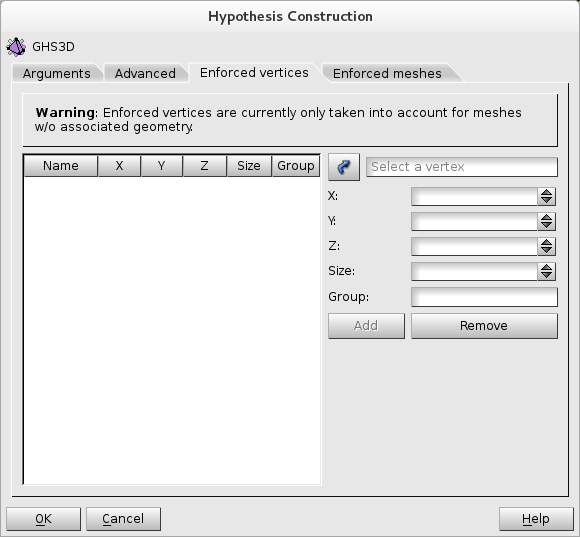 Hypothesis Construction
GHS3D
Arguments Advanced Enforced vertices Enforced meshes
Warning: Enforced vertices are currently only taken into account for meshes
w/o associated geometry.
Name X Y Z Size Group
Select a vertex
X:
Y:
Z:
Size:
Group:
Add Remove
OK Cancel Help